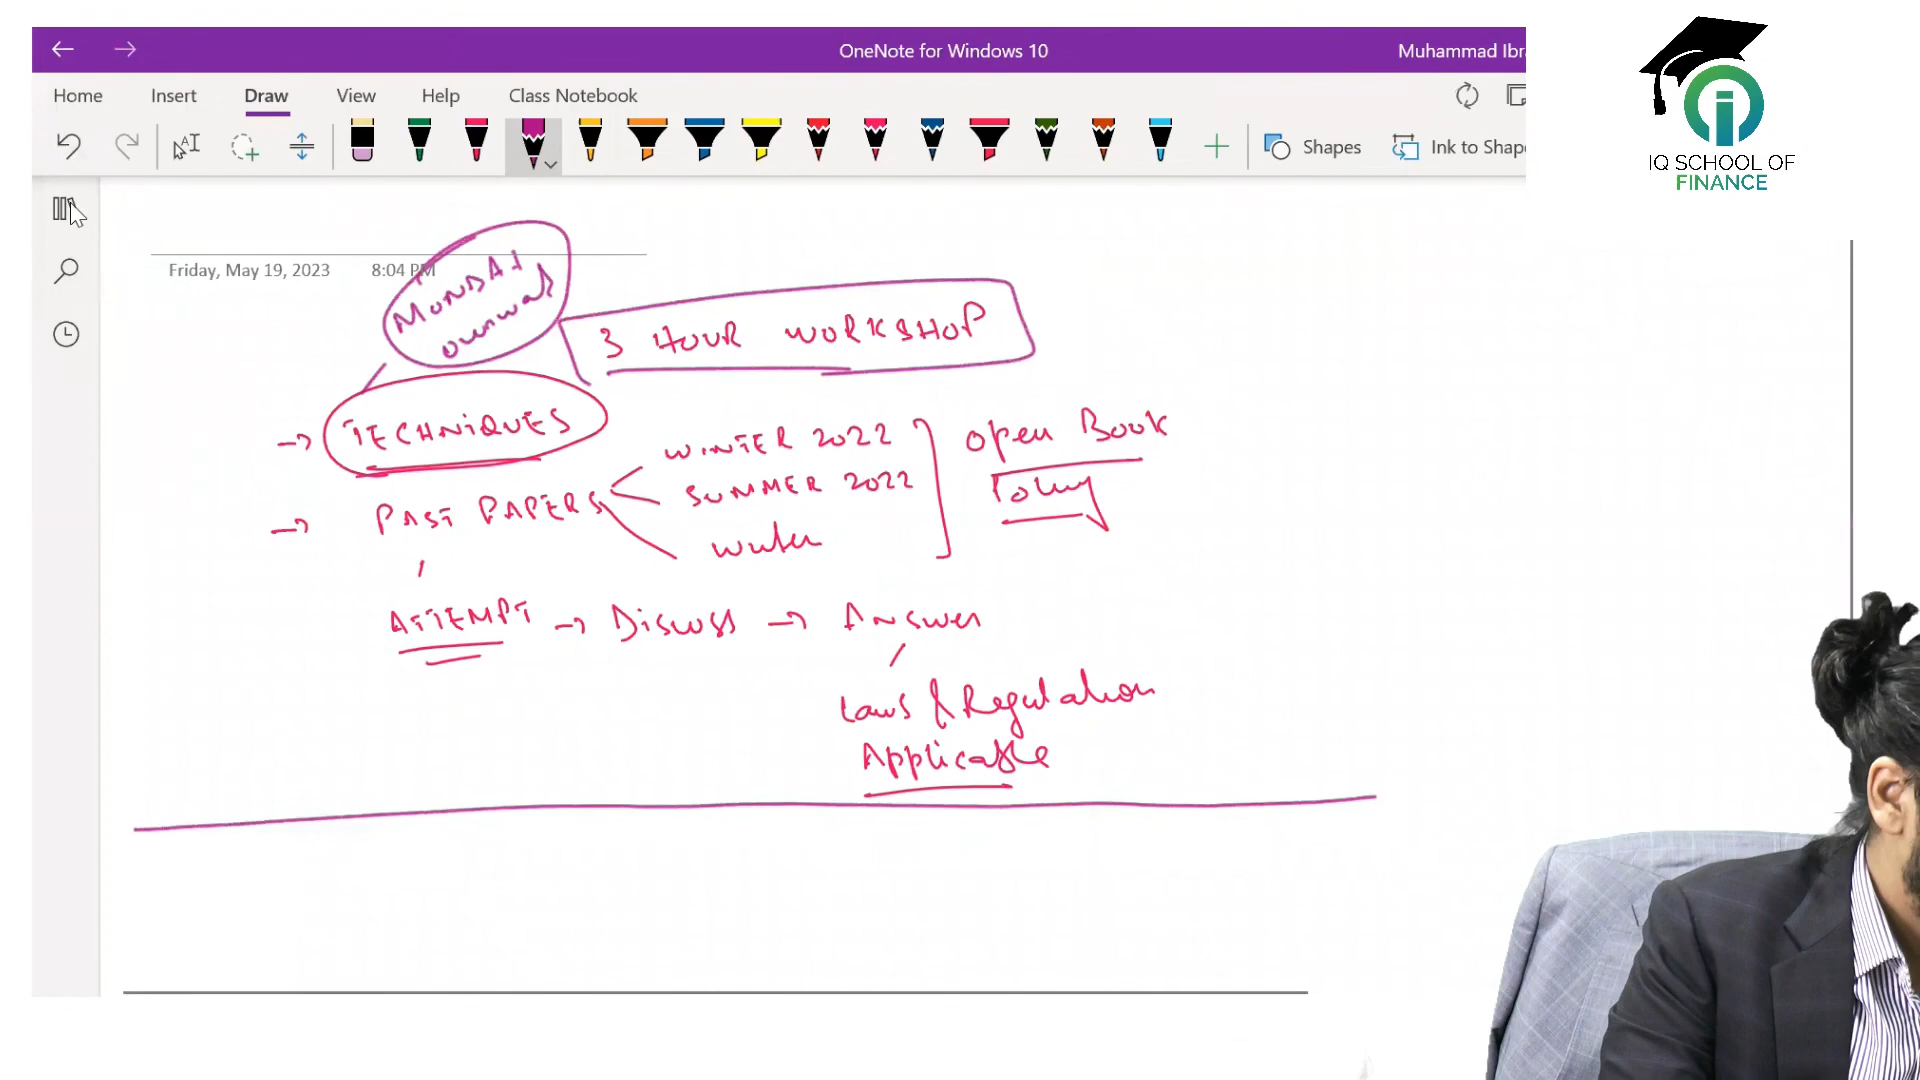 OneNote for Windows 10
Muhammad Ibr
Home Insert Draw View Help Class Notebook
Shapes
Ink to Shap
IQ SCHOOL OF
FINANCE
Friday, May 19, 2023 8:04 PM
MONDAY
onwards
3 HOUR WORKSHOP
→ TECHNIQUES
→ PAST PAPERS
WINTER 2022
SUMMER 2022
Winter
Open Book
ATTEMPT → Discuss → Answer
Laws & Regulation
Applicable